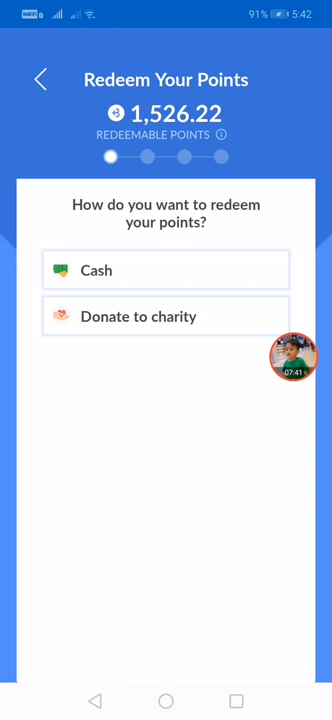 VoWiFi 91% 5:42
Redeem Your Points
1,526.22
REDEEMABLE POINTS
How do you want to redeem
your points?
Cash
Donate to charity
07:41